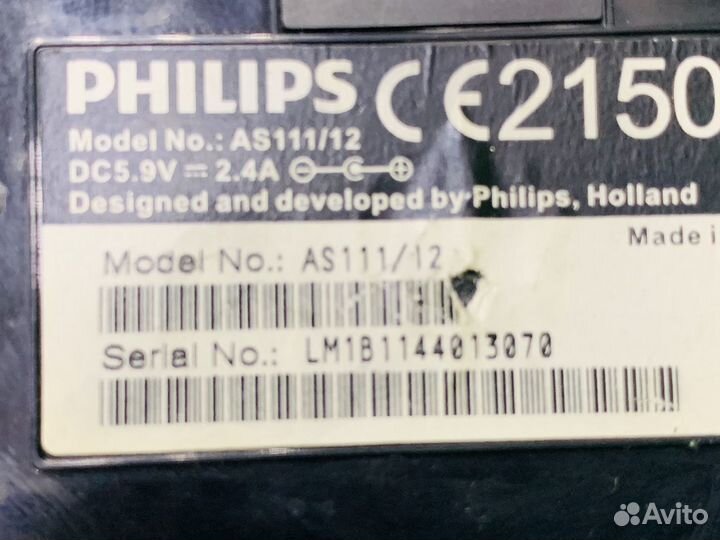 PHILIPS CE2150
Model No.: AS111/12
DC5.9V ⎓ 2.4A
Designed and developed by Philips, Holland
Made i
Model No.: AS111/12
Serial No.: LM1B1144013070
Avito